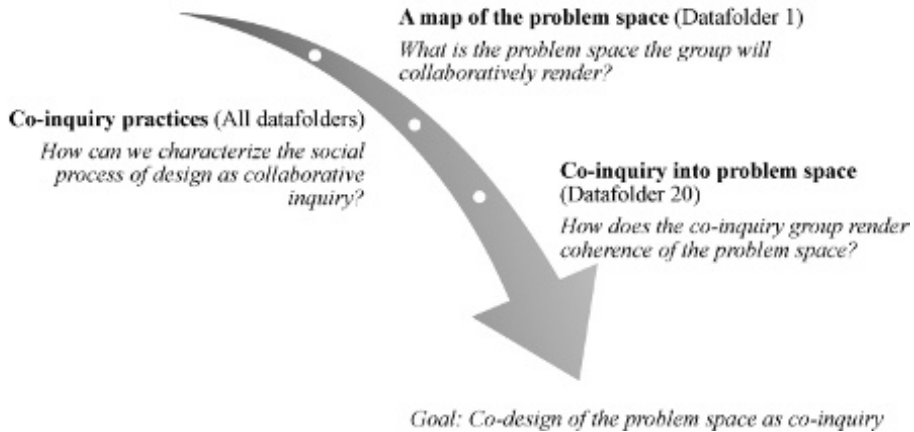 A map of the problem space (Datafolder 1)
What is the problem space the group will
collaboratively render?
Co-inquiry practices (All datafolders)
How can we characterize the social
process of design as collaborative
inquiry?
Co-inquiry into problem space
(Datafolder 20)
How does the co-inquiry group render
coherence of the problem space?
Goal: Co-design of the problem space as co-inquiry